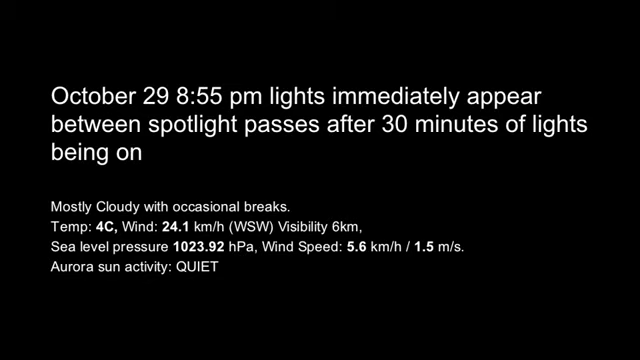 October 29 8:55 pm lights immediately appear
between spotlight passes after 30 minutes of lights
being on
Mostly Cloudy with occasional breaks.
Temp: 4C, Wind: 24.1 km/h (WSW) Visibility 6km,
Sea level pressure 1023.92 hPa, Wind Speed: 5.6 km/h / 1.5 m/s.
Aurora sun activity: QUIET